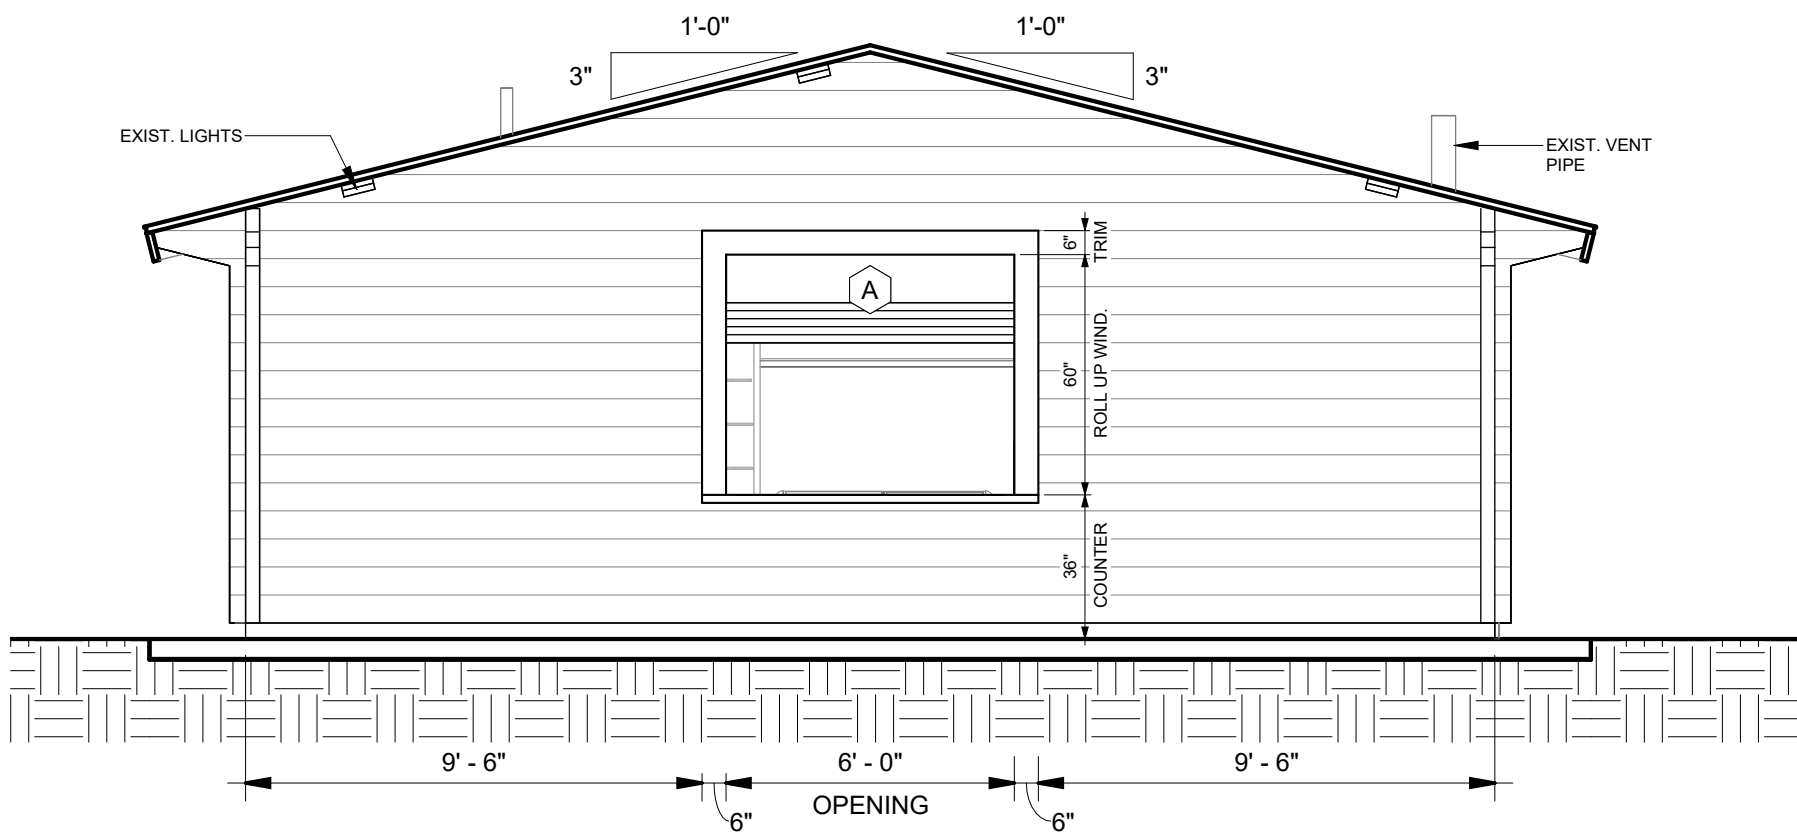 1'-0"
1'-0"
3"
3"
EXIST. LIGHTS
EXIST. VENT
PIPE
6"
TRIM
A
60"
ROLL UP WIND.
36"
COUNTER
9' - 6"
6' - 0"
9' - 6"
OPENING
6"
6"